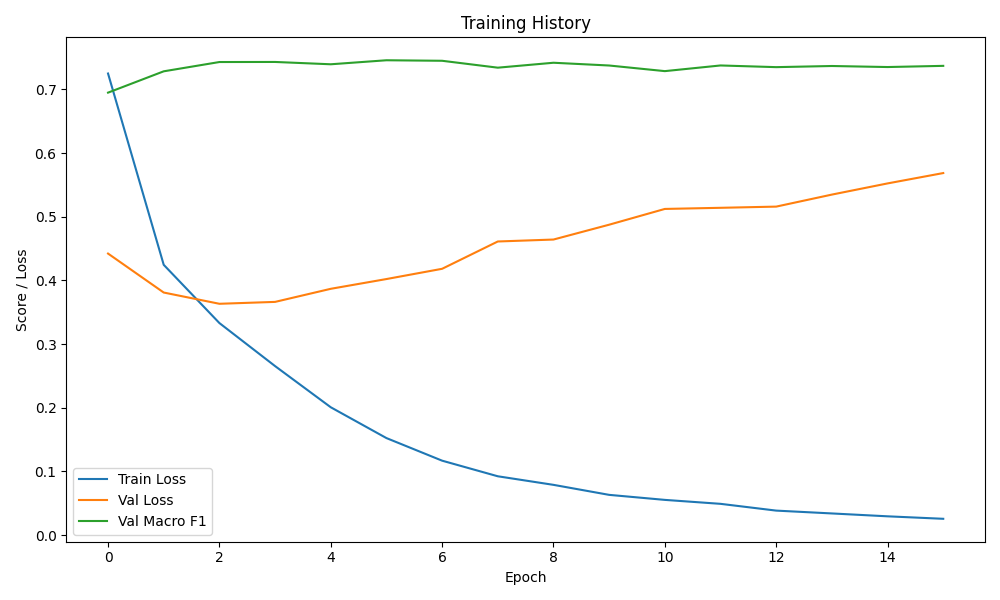 Training History
Score / Loss
0.7
0.6
0.5
0.4
0.3
0.2
0.1
0.0
Train Loss
Val Loss
Val Macro F1
0 2 4 6 8 10 12 14
Epoch